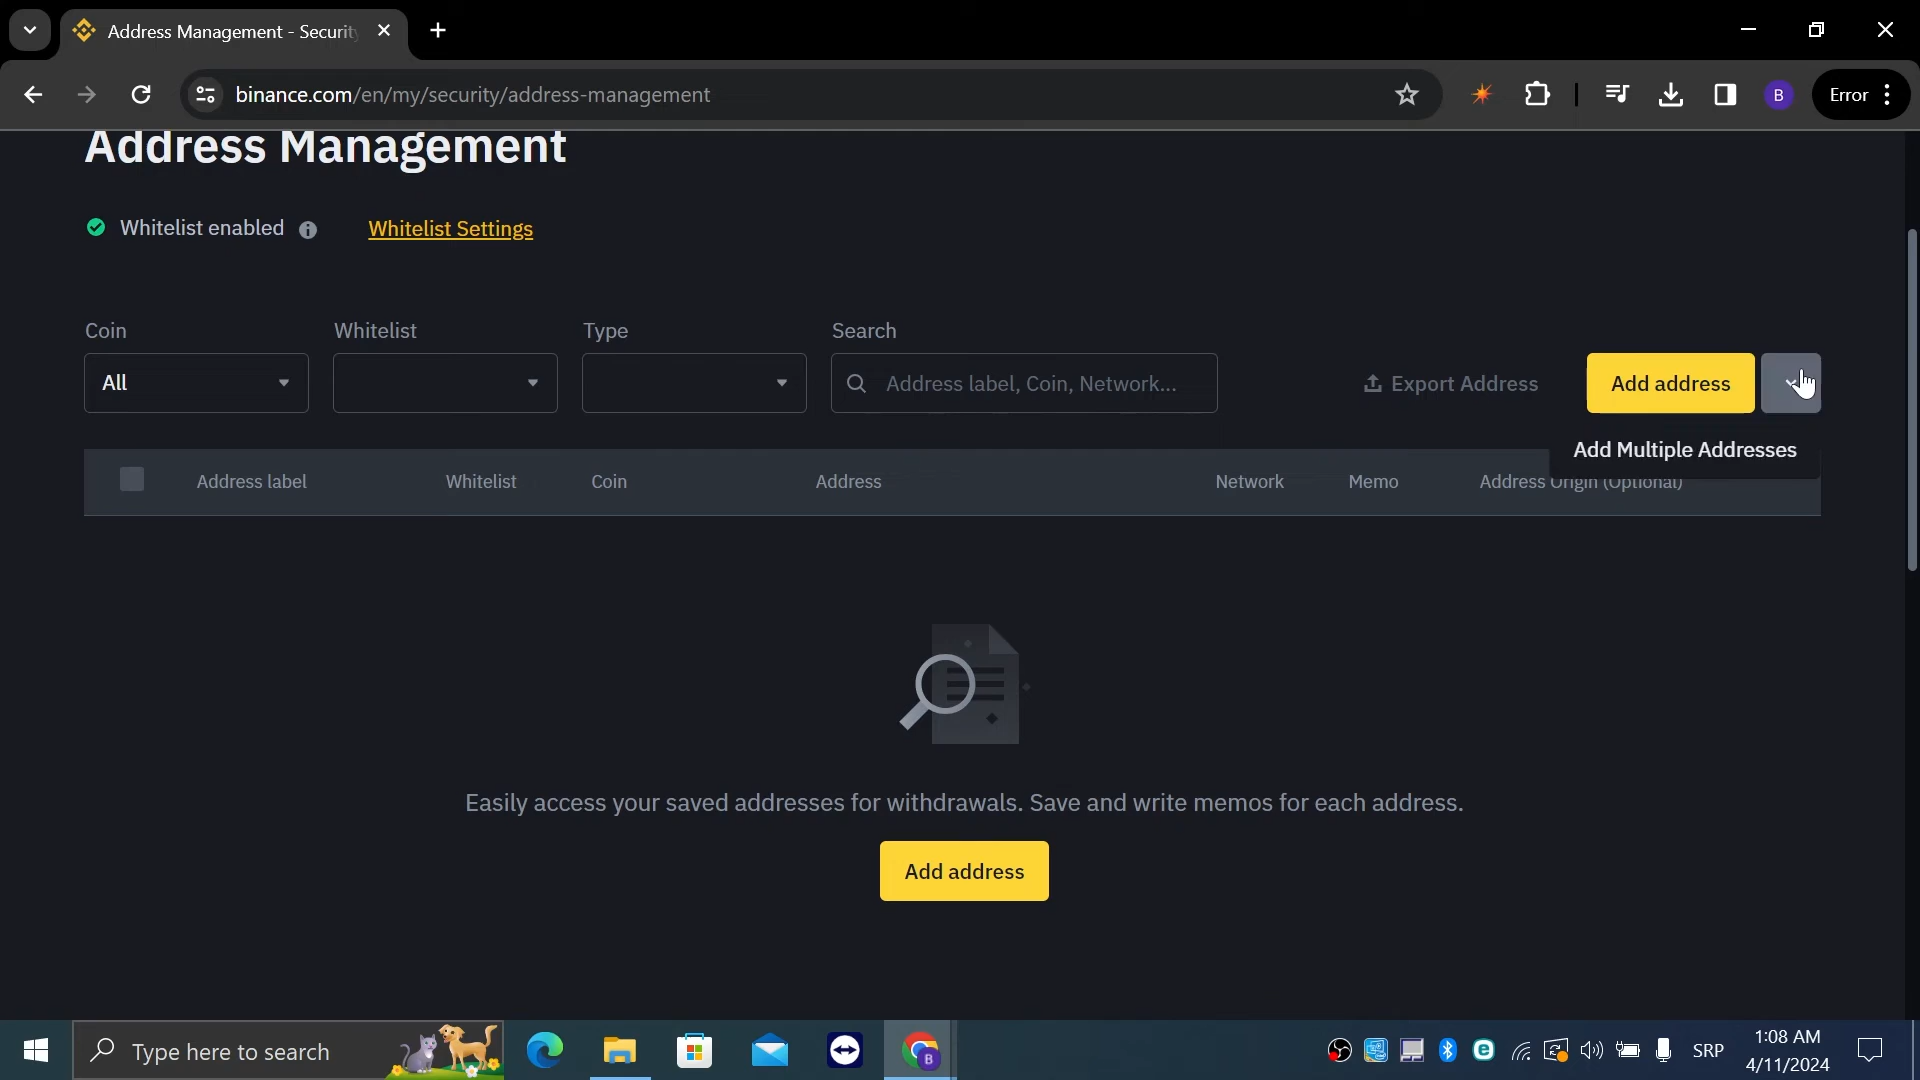 Address Management - Securit
binance.com/en/my/security/address-management
B
Error
Address Management
Whitelist enabled
Whitelist Settings
Coin
Whitelist
Type
Search
All
Address label, Coin, Network...
Export Address
Add address
Add Multiple Addresses
Address label
Whitelist
Coin
Address
Network
Memo
Address Origin (Optional)
Easily access your saved addresses for withdrawals. Save and write memos for each address.
Add address
Type here to search
B
SRP
1:08 AM
4/11/2024